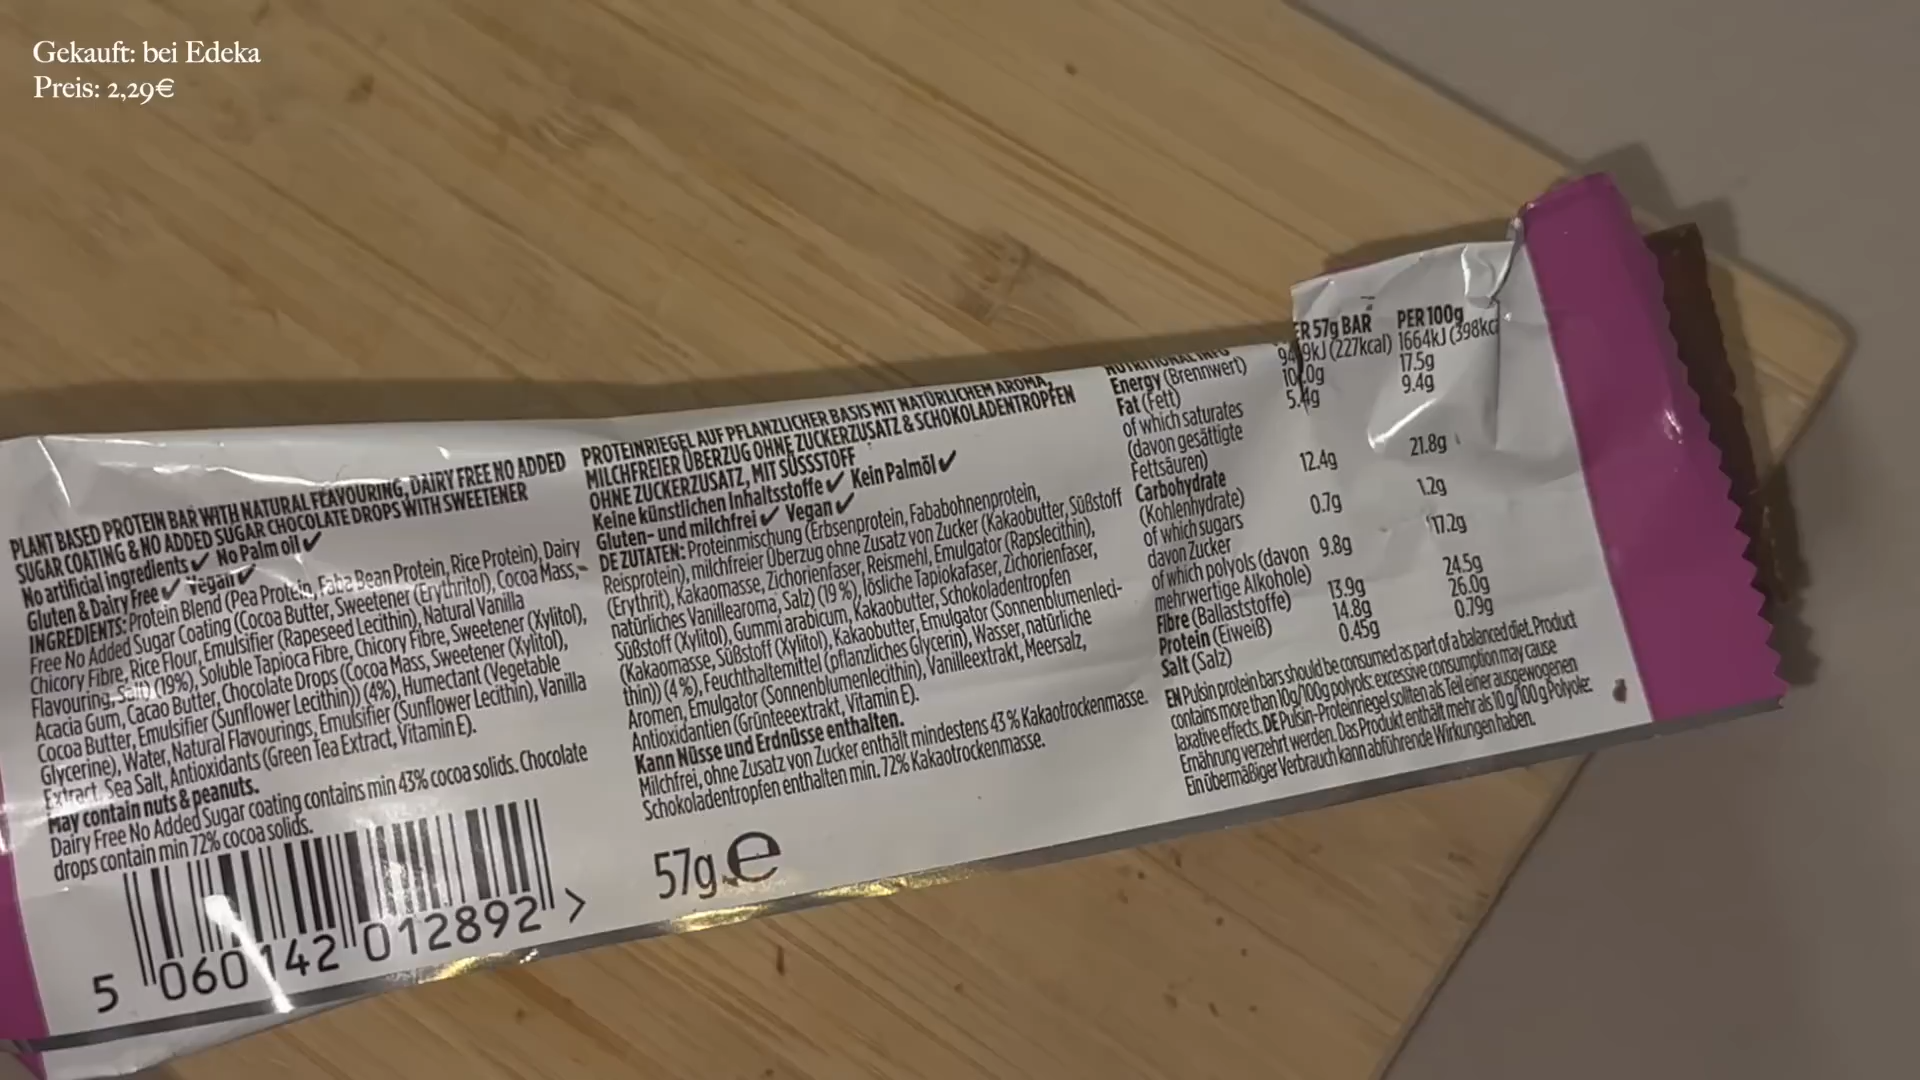 Gekauft: bei Edeka
Preis: 2,29€
PLANT BASED PROTEIN BAR WITH NATURAL FLAVOURING, DAIRY FREE NO ADDED
SUGAR COATING & NO ADDED SUGAR CHOCOLATE DROPS WITH SWEETENER
No artificial ingredients ✓ No Palm oil ✓
Gluten & Dairy Free ✓ Vegan ✓
INGREDIENTS: Protein Blend (Pea Protein, Faba Bean Protein, Rice Protein), Dairy
Free No Added Sugar Coating (Cocoa Butter, Sweetener (Erythritol), Cocoa Mass,
Chicory Fibre, Rice Flour, Emulsifier (Rapeseed Lecithin), Natural Vanilla
Flavouring, Salt) (19%), Soluble Tapioca Fibre, Chicory Fibre, Sweetener (Xylitol),
Acacia Gum, Cacao Butter, Chocolate Drops (Cocoa Mass, Sweetener (Xylitol),
Cocoa Butter, Emulsifier (Sunflower Lecithin)) (4%), Humectant (Vegetable
Glycerine), Water, Natural Flavourings, Emulsifier (Sunflower Lecithin), Vanilla
Extract, Sea Salt, Antioxidants (Green Tea Extract, Vitamin E).
May contain nuts & peanuts.
Dairy Free No Added Sugar coating contains min 43% cocoa solids. Chocolate
drops contain min 72% cocoa solids.
5 060142 012892 >
PROTEINRIEGEL AUF PFLANZLICHER BASIS MIT NATÜRLICHEM AROMA,
MILCHFREIER ÜBERZUG OHNE ZUCKERZUSATZ & SCHOKOLADENTROPFEN
OHNE ZUCKERZUSATZ, MIT SÜSSSTOFF
Keine künstlichen Inhaltsstoffe ✓ Kein Palmöl ✓
Gluten- und milchfrei ✓ Vegan ✓
DE ZUTATEN: Proteinmischung (Erbsenprotein, Fababohnenprotein,
Reisprotein), milchfreier Überzug ohne Zusatz von Zucker (Kakaobutter, Süßstoff
(Erythrit), Kakaomasse, Zichorienfaser, Reismehl, Emulgator (Rapslecithin),
natürliches Vanillearoma, Salz) (19 %), lösliche Tapiokafaser, Zichorienfaser,
Süßstoff (Xylitol), Gummi arabicum, Kakaobutter, Schokoladentropfen
(Kakaomasse, Süßstoff (Xylitol), Kakaobutter, Emulgator (Sonnenblumenleci-
thin)) (4 %), Feuchthaltemittel (pflanzliches Glycerin), Wasser, natürliche
Aromen, Emulgator (Sonnenblumenlecithin), Vanilleextrakt, Meersalz,
Antioxidantien (Grünteeextrakt, Vitamin E).
Kann Nüsse und Erdnüsse enthalten.
Milchfrei, ohne Zusatz von Zucker enthält mindestens 43 % Kakaotrockenmasse.
Schokoladentropfen enthalten min. 72% Kakaotrockenmasse.
57g e
NUTRITIONAL INFO ER 57g BAR PER 100g
Energy (Brennwert) 949kJ (227kcal) 1664kJ (398kc
Fat (Fett) 10.0g 17.5g
of which saturates 5.4g 9.4g
(davon gesättigte
Fettsäuren)
Carbohydrate 12.4g 21.8g
(Kohlenhydrate)
of which sugars 0.7g 1.2g
davon Zucker
of which polyols (davon 9.8g 17.2g
mehrwertige Alkohole)
Fibre (Ballaststoffe) 13.9g 24.5g
Protein (Eiweiß) 14.8g 26.0g
Salt (Salz) 0.45g 0.79g
EN Pulsin protein bars should be consumed as part of a balanced diet. Product
contains more than 10g/100g polyols: excessive consumption may cause
laxative effects. DE Pulsin-Proteinriegel sollten als Teil einer ausgewogenen
Ernährung verzehrt werden. Das Produkt enthält mehr als 10 g/100 g Polyole:
Ein übermäßiger Verbrauch kann abführende Wirkungen haben.